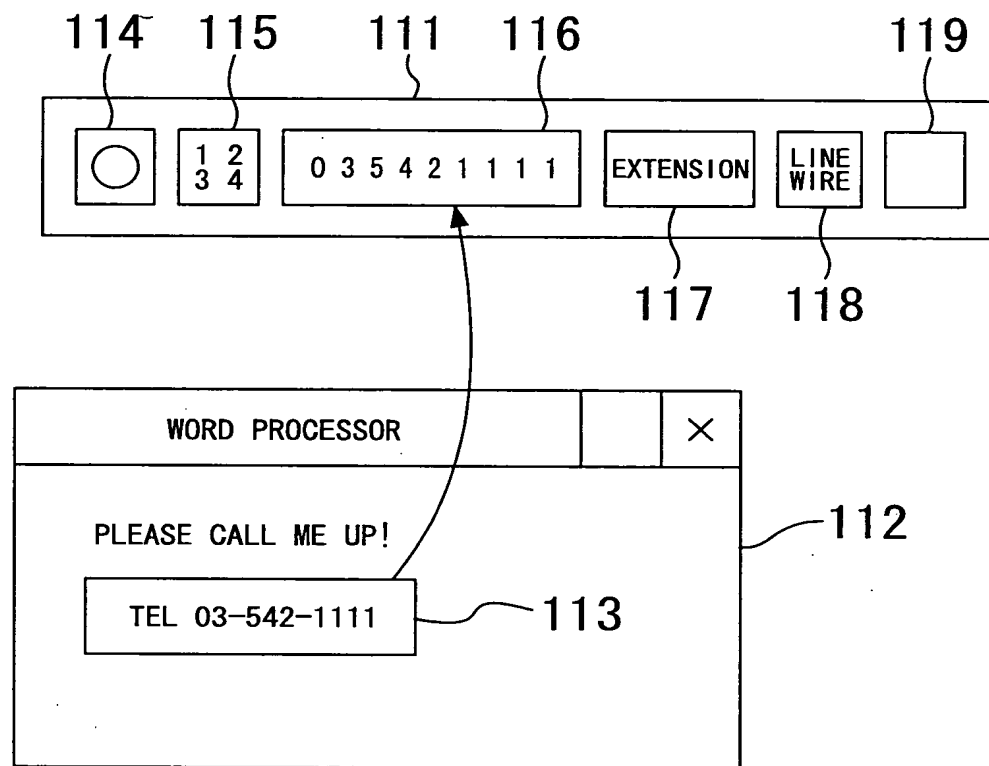 114 115 111 116 119
1 2
3 4
0 3 5 4 2 1 1 1 1
EXTENSION
LINE
WIRE
117 118
WORD PROCESSOR ×
PLEASE CALL ME UP!
112
TEL 03-542-1111
113